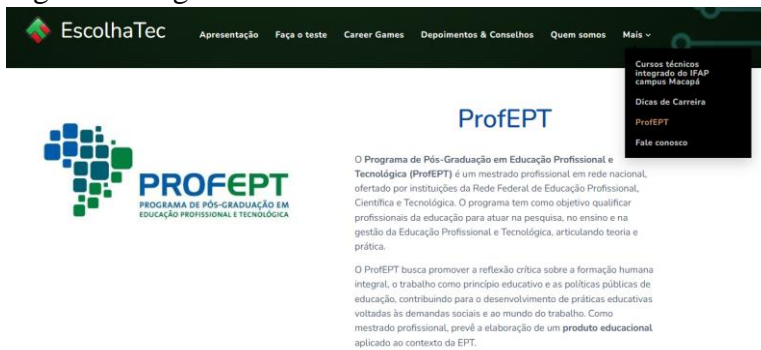 EscolhaTec
Apresentação Faça o teste Career Games Depoimentos & Conselhos Quem somos Mais
Cursos técnicos
integrado do IFAP
campus Macapá
Dicas de Carreira
ProfEPT
Fale conosco
PROFEPT
PROGRAMA DE PÓS-GRADUAÇÃO EM
EDUCAÇÃO PROFISSIONAL E TECNOLÓGICA
ProfEPT
O Programa de Pós-Graduação em Educação Profissional e
Tecnológica (ProfEPT) é um mestrado profissional em rede nacional,
ofertado por instituições da Rede Federal de Educação Profissional,
Científica e Tecnológica. O programa tem como objetivo qualificar
profissionais da educação para atuar na pesquisa, no ensino e na
gestão da Educação Profissional e Tecnológica, articulando teoria e
prática.
O ProfEPT busca promover a reflexão crítica sobre a formação humana
integral, o trabalho como princípio educativo e as políticas públicas de
educação, contribuindo para o desenvolvimento de práticas educativas
voltadas às demandas sociais e ao mundo do trabalho. Como
mestrado profissional, prevê a elaboração de um produto educacional
aplicado ao contexto da EPT.